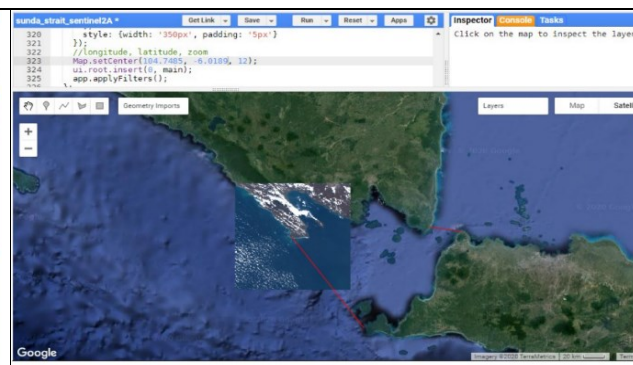 sunda_strait_sentinel2A *
Get Link
Save
Run
Reset
Apps
Inspector
Console
Tasks
320 style: {width: '350px', padding: '5px'}
321 });
322 //longitude, latitude, zoom
323 Map.setCenter(104.7485, -6.0189, 12);
324 ui.root.insert(0, main);
325 app.applyFilters();
Click on the map to inspect the layer
Geometry Imports
Layers
Map
Satell
+
−
Google
Imagery ©2020 TerraMetrics
20 km